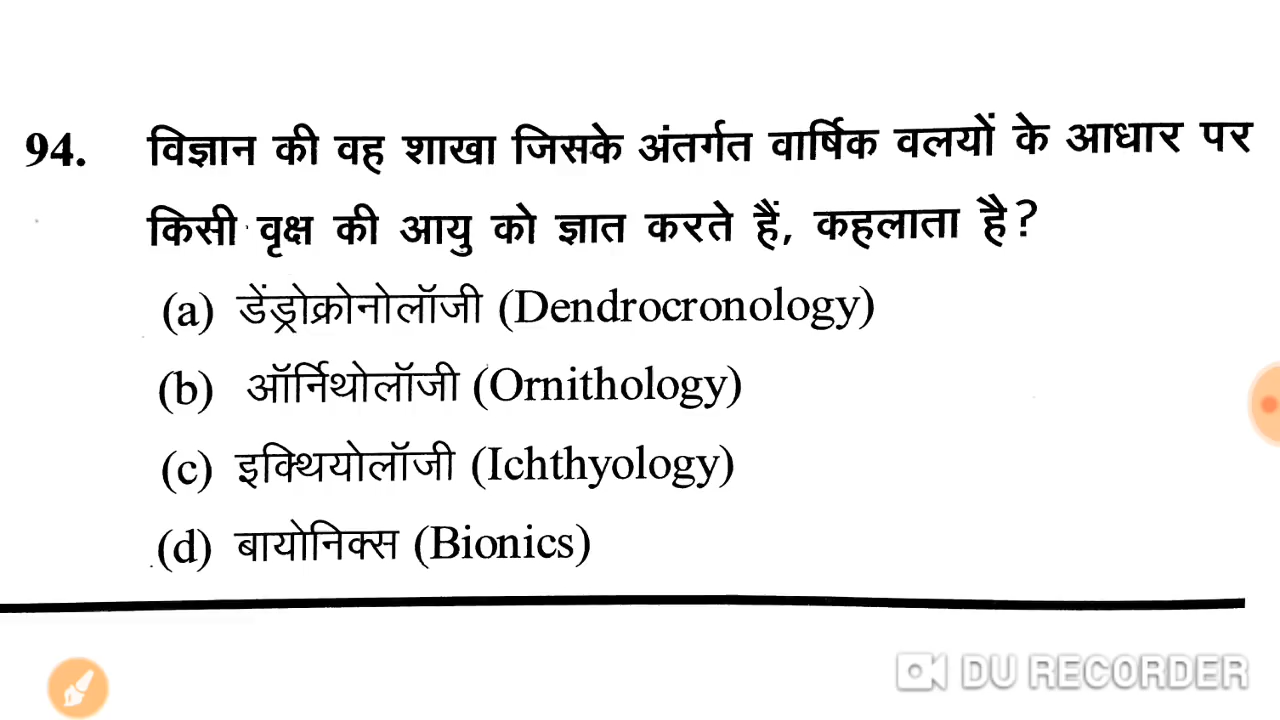 94. विज्ञान की वह शाखा जिसके अंतर्गत वार्षिक वलयों के आधार पर
किसी वृक्ष की आयु को ज्ञात करते हैं, कहलाता है?
(a) डेंड्रोक्रोनोलॉजी (Dendrocronology)
(b) ऑर्निथोलॉजी (Ornithology)
(c) इक्थियोलॉजी (Ichthyology)
(d) बायोनिक्स (Bionics)
DU RECORDER